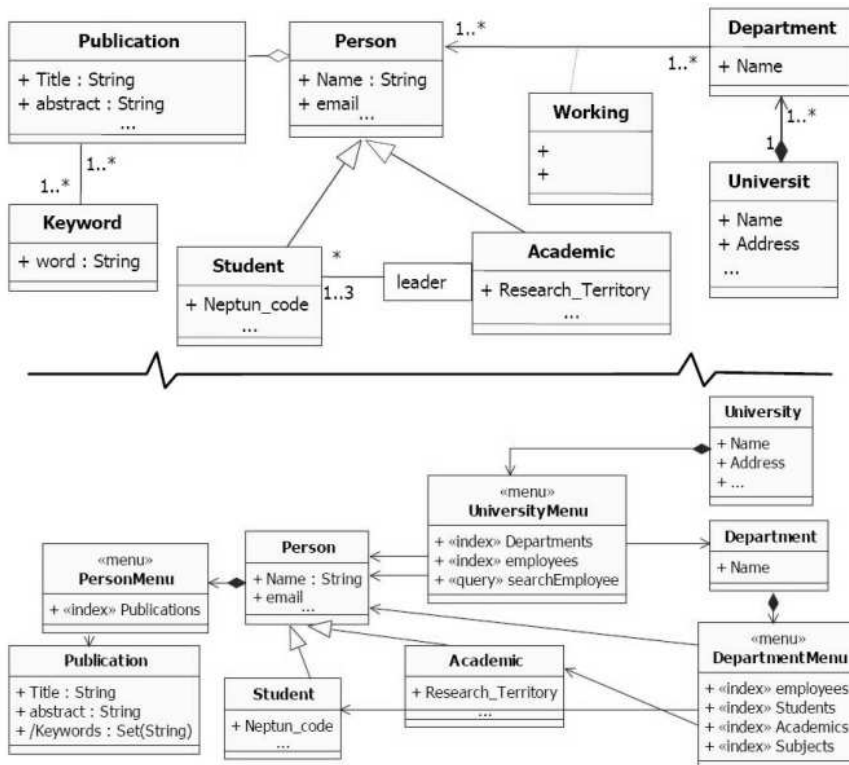 Publication
+ Title : String
+ abstract : String
...
1..*
1..*
Keyword
+ word : String
Person
+ Name : String
+ email
...
1..*
1..*
Department
+ Name
Working
+
+
1..*
1
Universit
+ Name
+ Address
...
Student
+ Neptun_code
...
*
1..3
leader
Academic
+ Research_Territory
...
University
+ Name
+ Address
+ ...
«menu»
UniversityMenu
+ «index» Departments
+ «index» employees
+ «query» searchEmployee
Department
+ Name
Person
+ Name : String
+ email
...
«menu»
PersonMenu
+ «index» Publications
Publication
+ Title : String
+ abstract : String
+ /Keywords : Set(String)
Student
+ Neptun_code
...
Academic
+ Research_Territory
...
«menu»
DepartmentMenu
+ «index» employees
+ «index» Students
+ «index» Academics
+ «index» Subjects